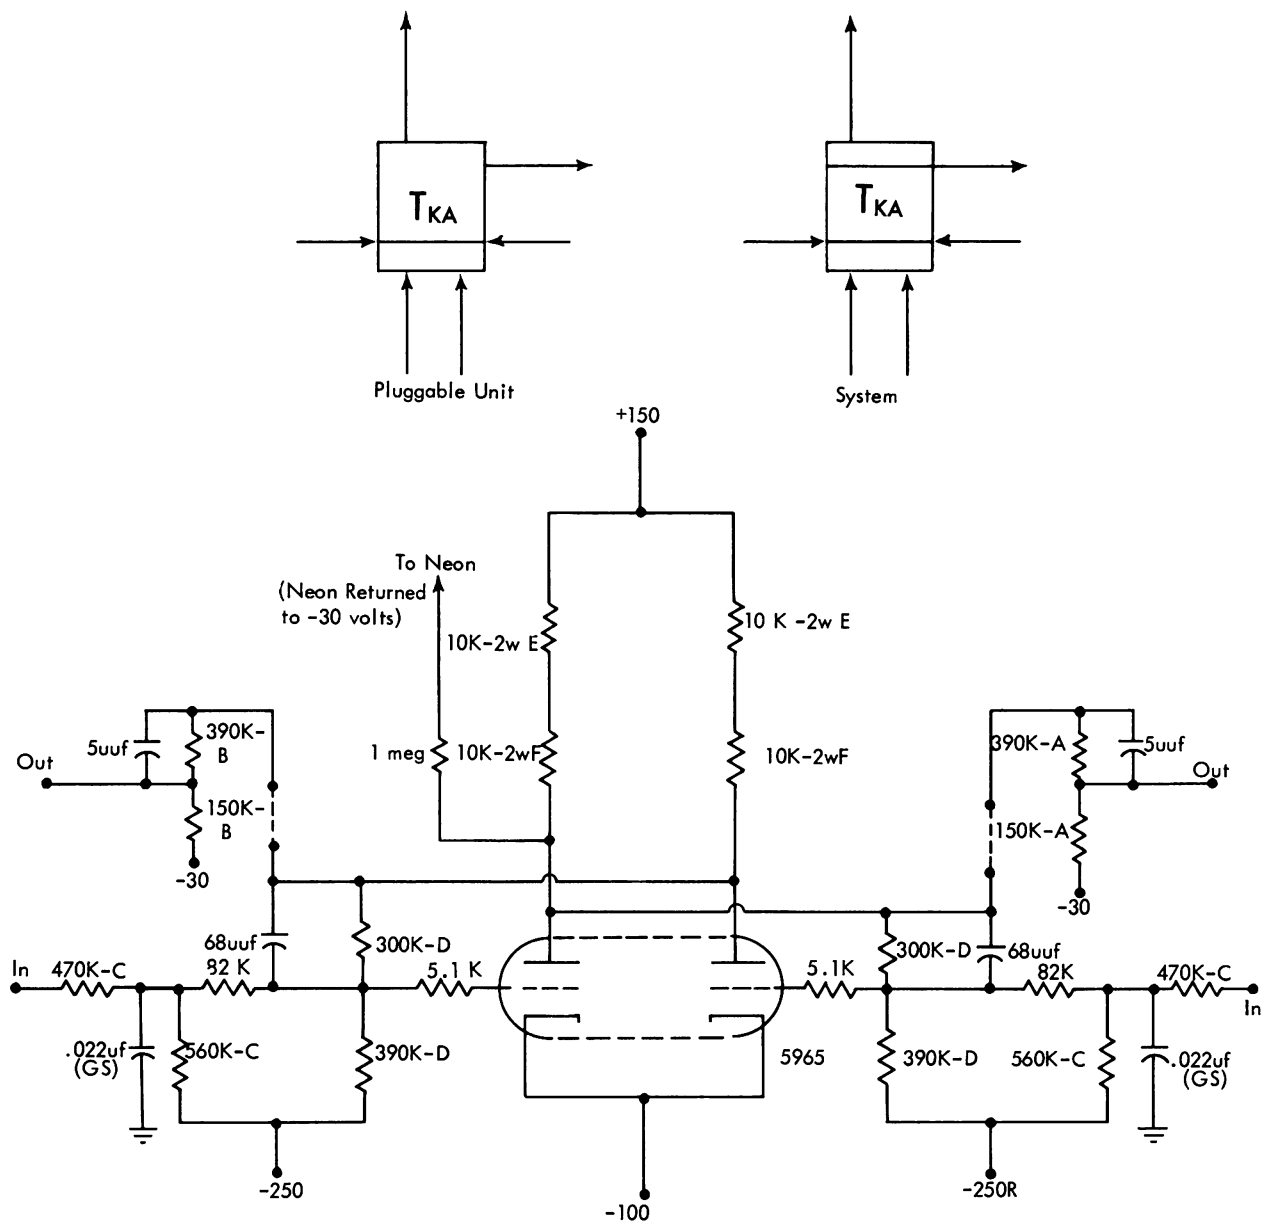 TKA
TKA
Pluggable Unit
System
+150
To Neon
(Neon Returned
to -30 volts)
10K-2w E
10 K -2w E
390K-
B
5uuf
1 meg
10K-2wF
10K-2wF
390K-A
5uuf
Out
Out
150K-
B
150K-A
-30
-30
68uuf
300K-D
300K-D
68uuf
In
470K-C
82 K
5.1 K
5.1K
82K
470K-C
In
.022uf
(GS)
560K-C
390K-D
5965
390K-D
560K-C
.022uf
(GS)
-250
-250R
-100